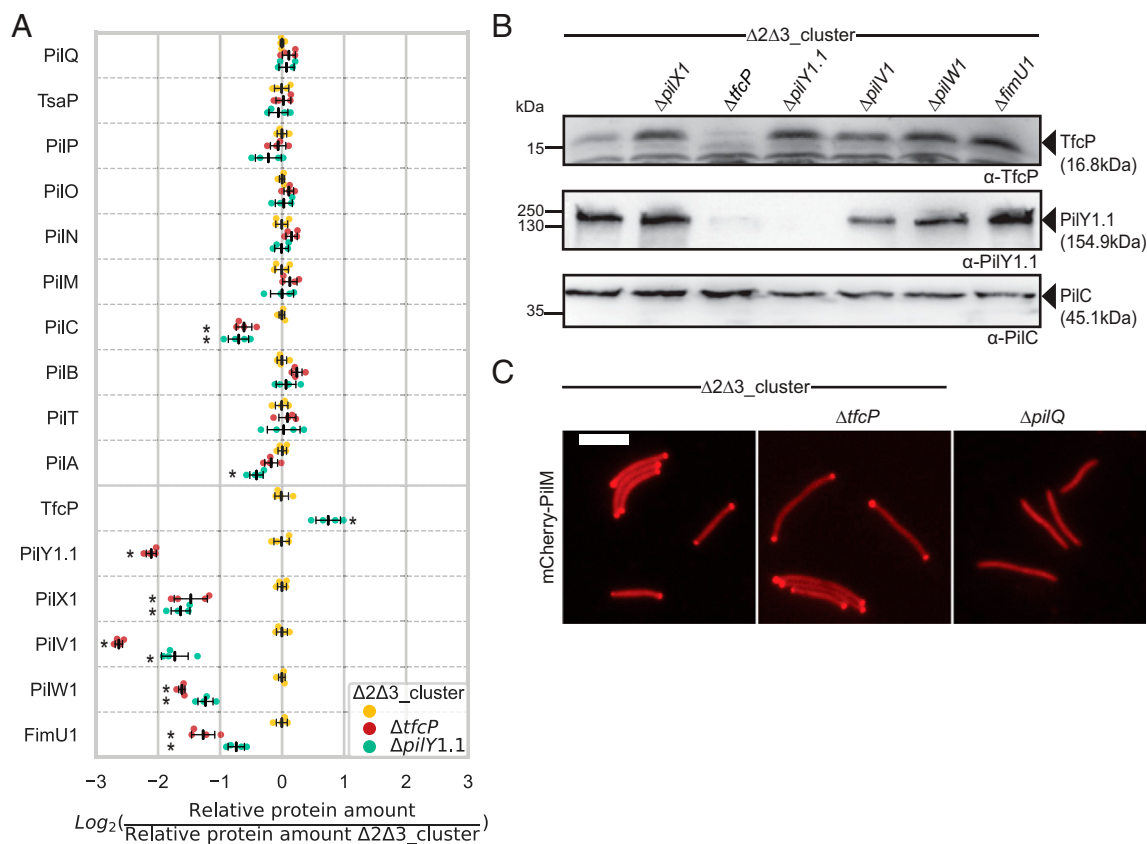 A
PilQ
TsaP
PilP
PilO
PilN
PilM
PilC
*
*
PilB
PilT
PilA
*
TfcP
*
PilY1.1
*
PilX1
*
*
PilV1
*
*
PilW1
*
*
FimU1
*
*
Δ2Δ3_cluster
ΔtfcP
ΔpilY1.1
−3 −2 −1 0 1 2 3
Log2(Relative protein amount
Relative protein amount Δ2Δ3_cluster)
B
Δ2Δ3_cluster
ΔpilX1 ΔtfcP ΔpilY1.1 ΔpilV1 ΔpilW1 ΔfimU1
kDa
15
TfcP
(16.8kDa)
α-TfcP
250
130
PilY1.1
(154.9kDa)
α-PilY1.1
35
PilC
(45.1kDa)
α-PilC
C
Δ2Δ3_cluster
ΔtfcP ΔpilQ
mCherry-PilM